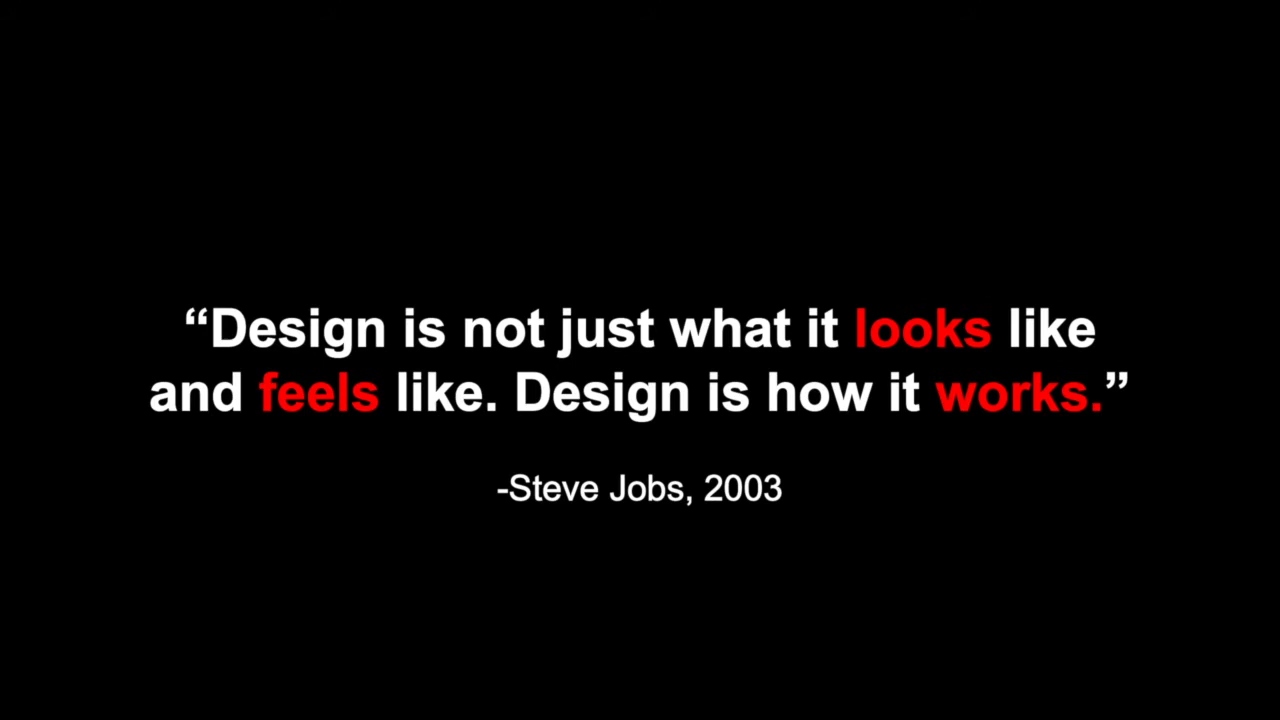 “Design is not just what it looks like
and feels like. Design is how it works.”
-Steve Jobs, 2003